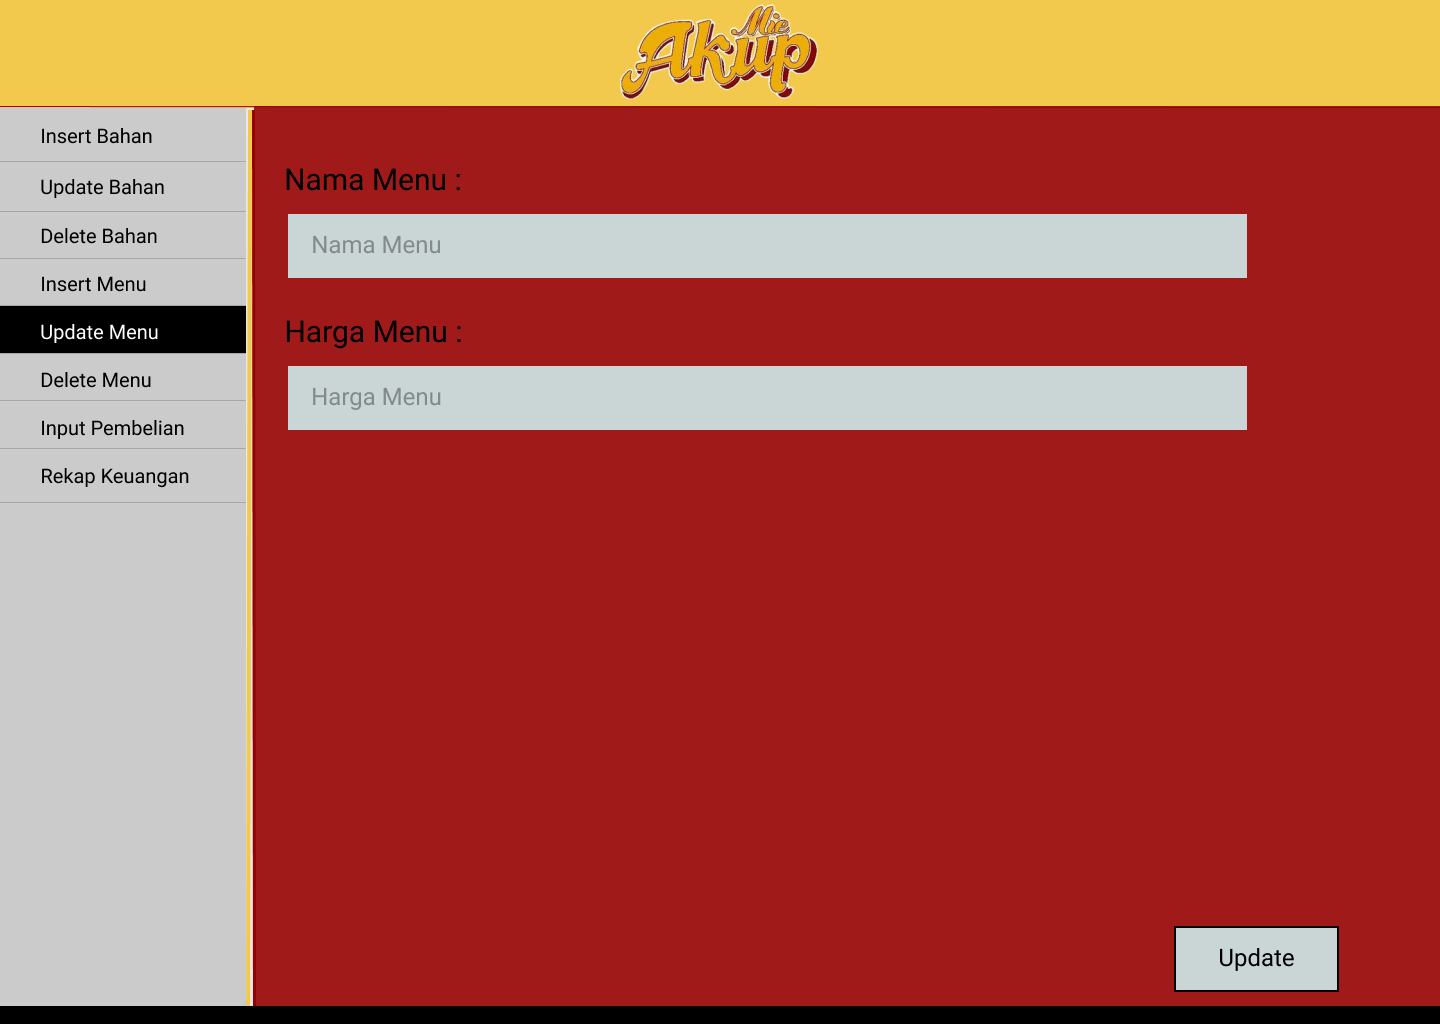 Mie
Akup
Insert Bahan
Update Bahan
Delete Bahan
Insert Menu
Update Menu
Delete Menu
Input Pembelian
Rekap Keuangan
Nama Menu :
Nama Menu
Harga Menu :
Harga Menu
Update